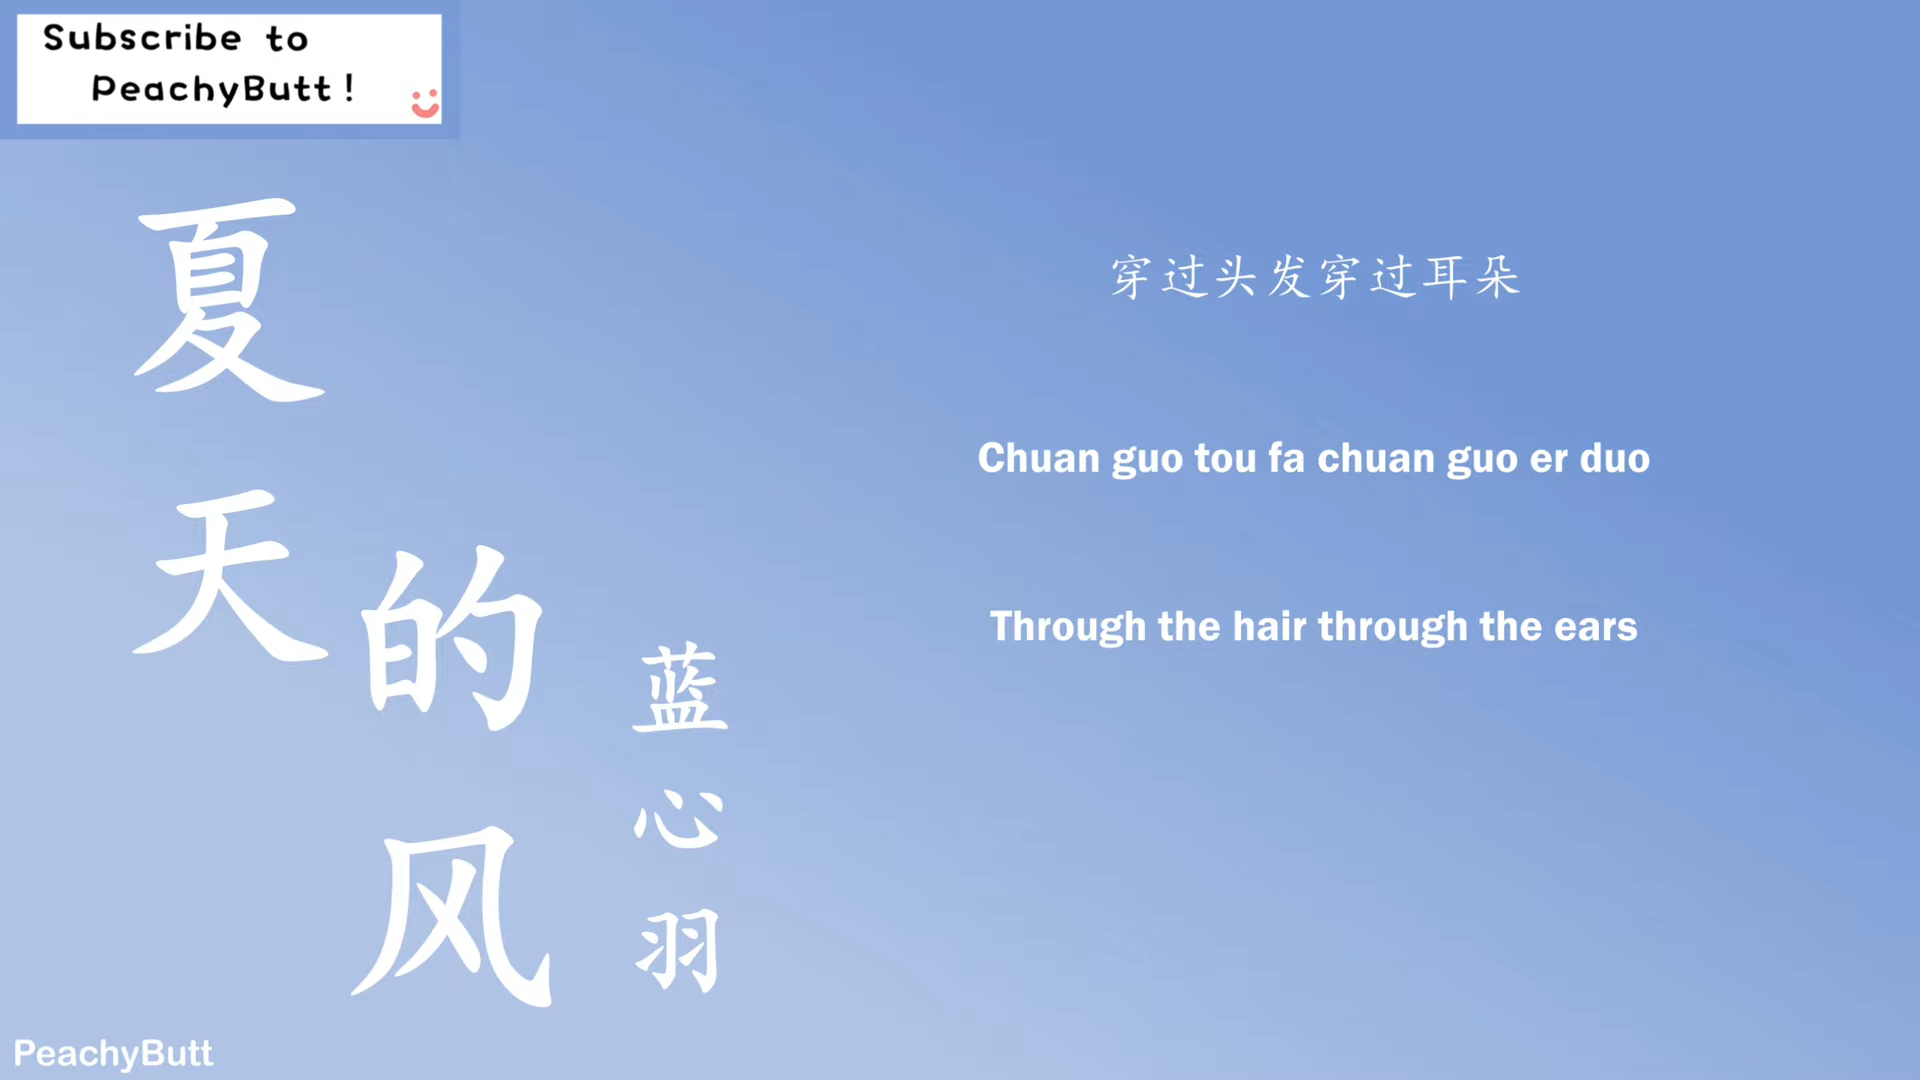 Subscribe to
PeachyButt!
夏天
的风
蓝心羽
穿过头发穿过耳朵
Chuan guo tou fa chuan guo er duo
Through the hair through the ears
PeachyButt